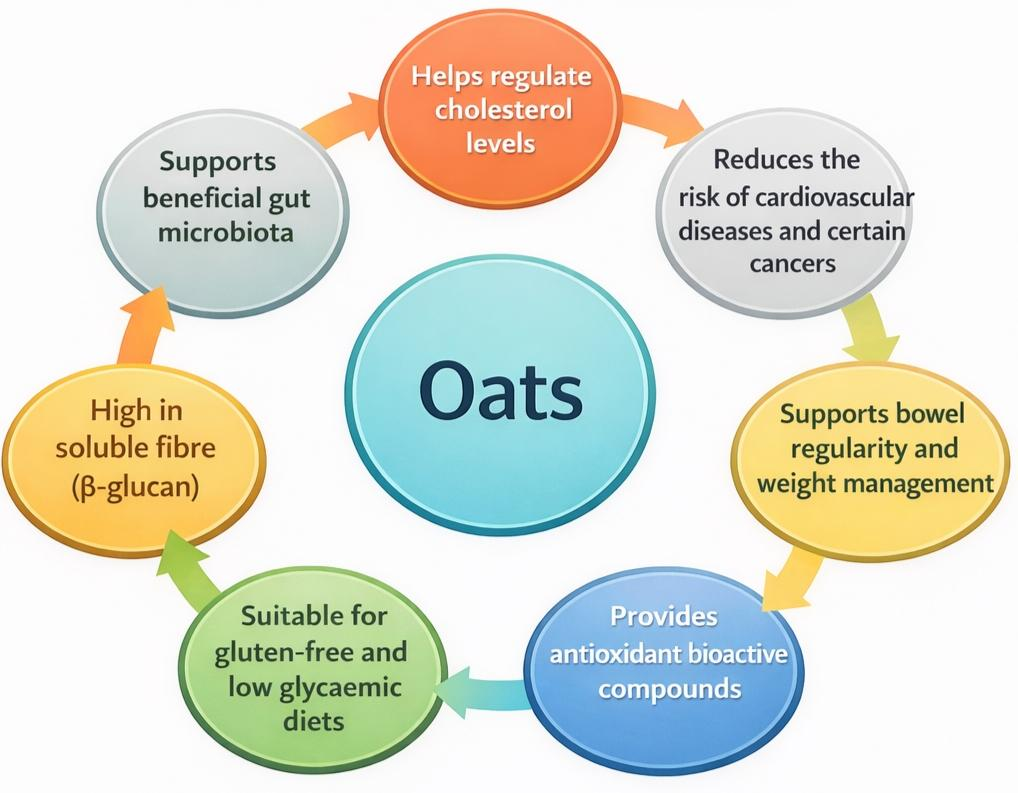 Helps regulate
cholesterol
levels
Reduces the
risk of cardiovascular
diseases and certain
cancers
Supports bowel
regularity and
weight management
Provides
antioxidant bioactive
compounds
Suitable for
gluten-free and
low glycaemic
diets
High in
soluble fibre
(β-glucan)
Supports
beneficial gut
microbiota
Oats